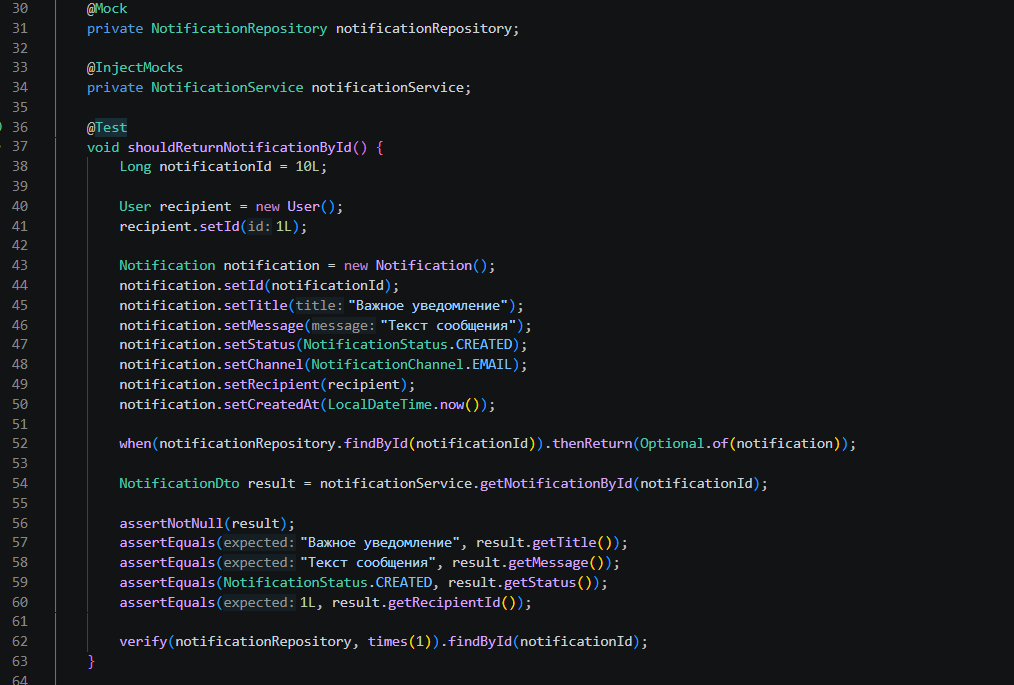 30 @Mock
31 private NotificationRepository notificationRepository;
32
33 @InjectMocks
34 private NotificationService notificationService;
35
36 @Test
37 void shouldReturnNotificationById() {
38 Long notificationId = 10L;
39
40 User recipient = new User();
41 recipient.setId(id: 1L);
42
43 Notification notification = new Notification();
44 notification.setId(notificationId);
45 notification.setTitle(title: "Важное уведомление");
46 notification.setMessage(message: "Текст сообщения");
47 notification.setStatus(NotificationStatus.CREATED);
48 notification.setChannel(NotificationChannel.EMAIL);
49 notification.setRecipient(recipient);
50 notification.setCreatedAt(LocalDateTime.now());
51
52 when(notificationRepository.findById(notificationId)).thenReturn(Optional.of(notification));
53
54 NotificationDto result = notificationService.getNotificationById(notificationId);
55
56 assertNotNull(result);
57 assertEquals(expected: "Важное уведомление", result.getTitle());
58 assertEquals(expected: "Текст сообщения", result.getMessage());
59 assertEquals(NotificationStatus.CREATED, result.getStatus());
60 assertEquals(expected: 1L, result.getRecipientId());
61
62 verify(notificationRepository, times(1)).findById(notificationId);
63 }
64